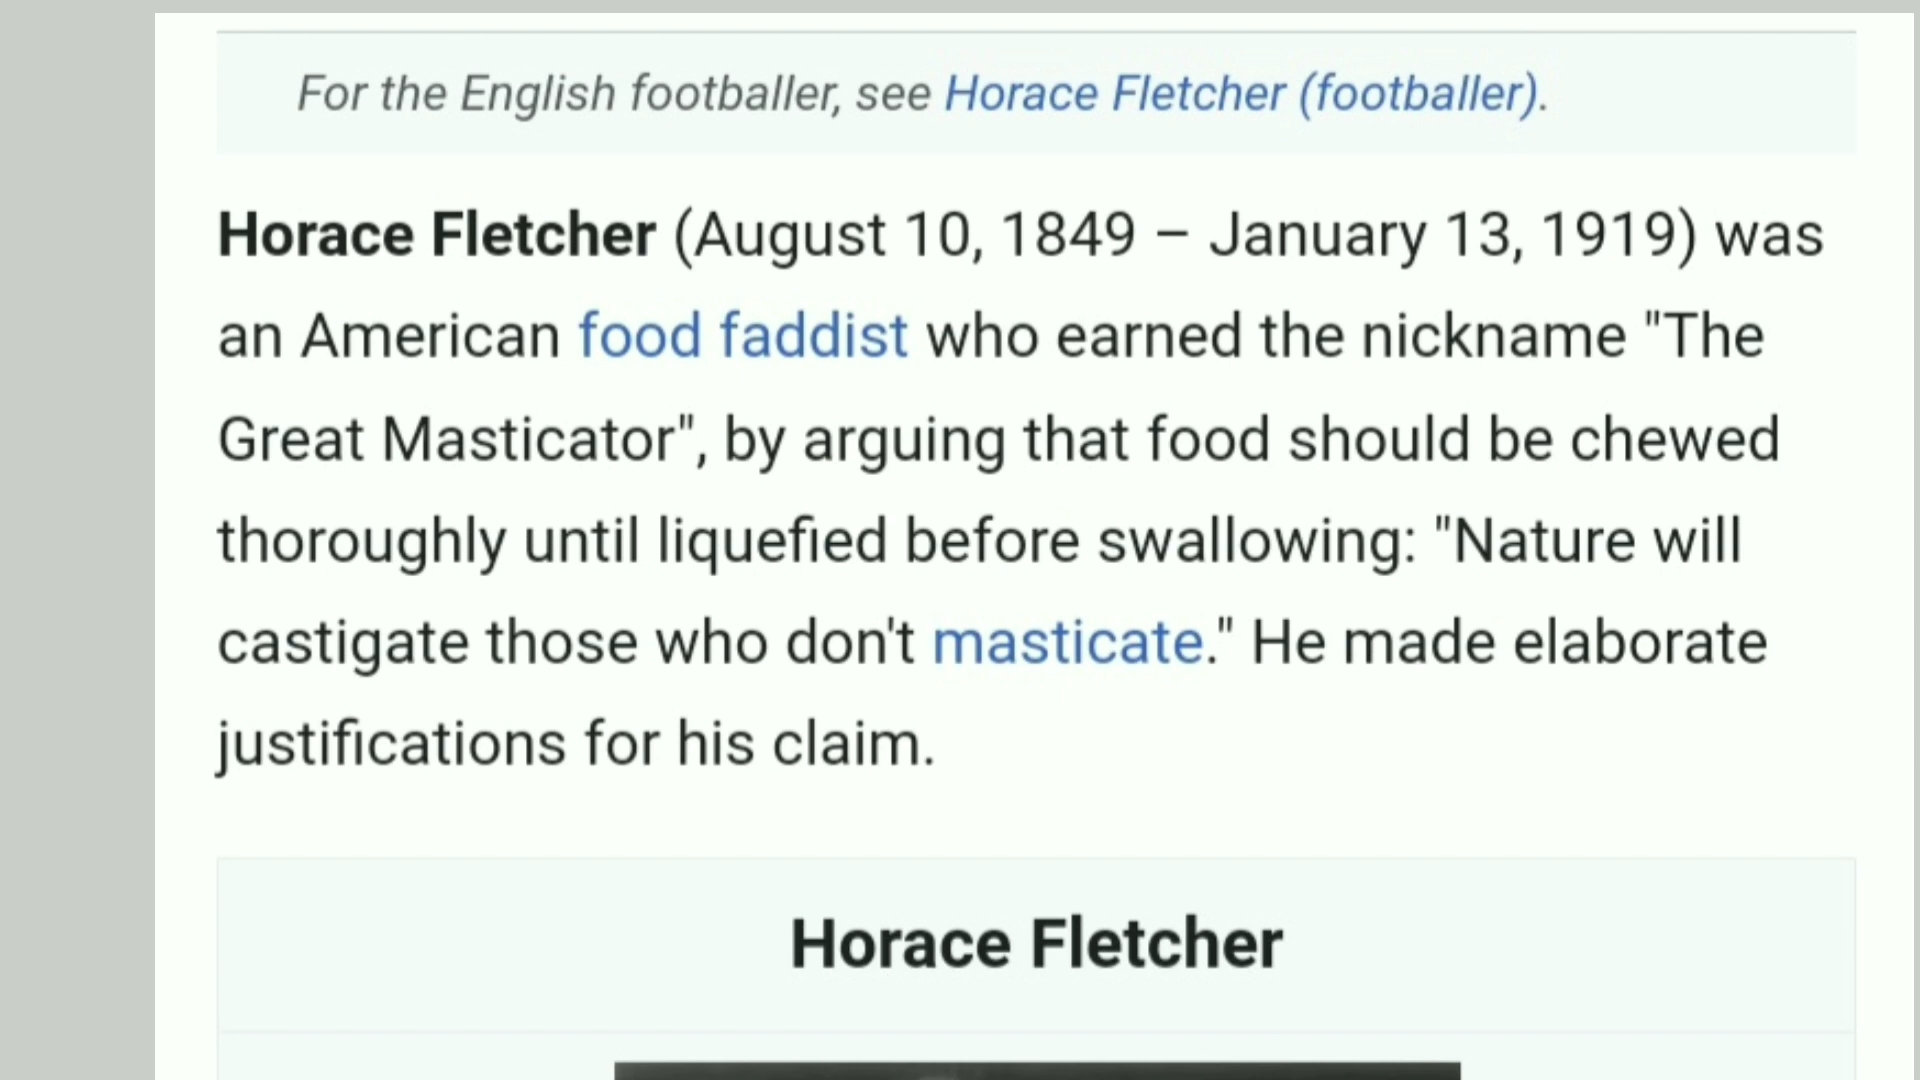 For the English footballer, see Horace Fletcher (footballer).
Horace Fletcher (August 10, 1849 – January 13, 1919) was
an American food faddist who earned the nickname "The
Great Masticator", by arguing that food should be chewed
thoroughly until liquefied before swallowing: "Nature will
castigate those who don't masticate." He made elaborate
justifications for his claim.
Horace Fletcher